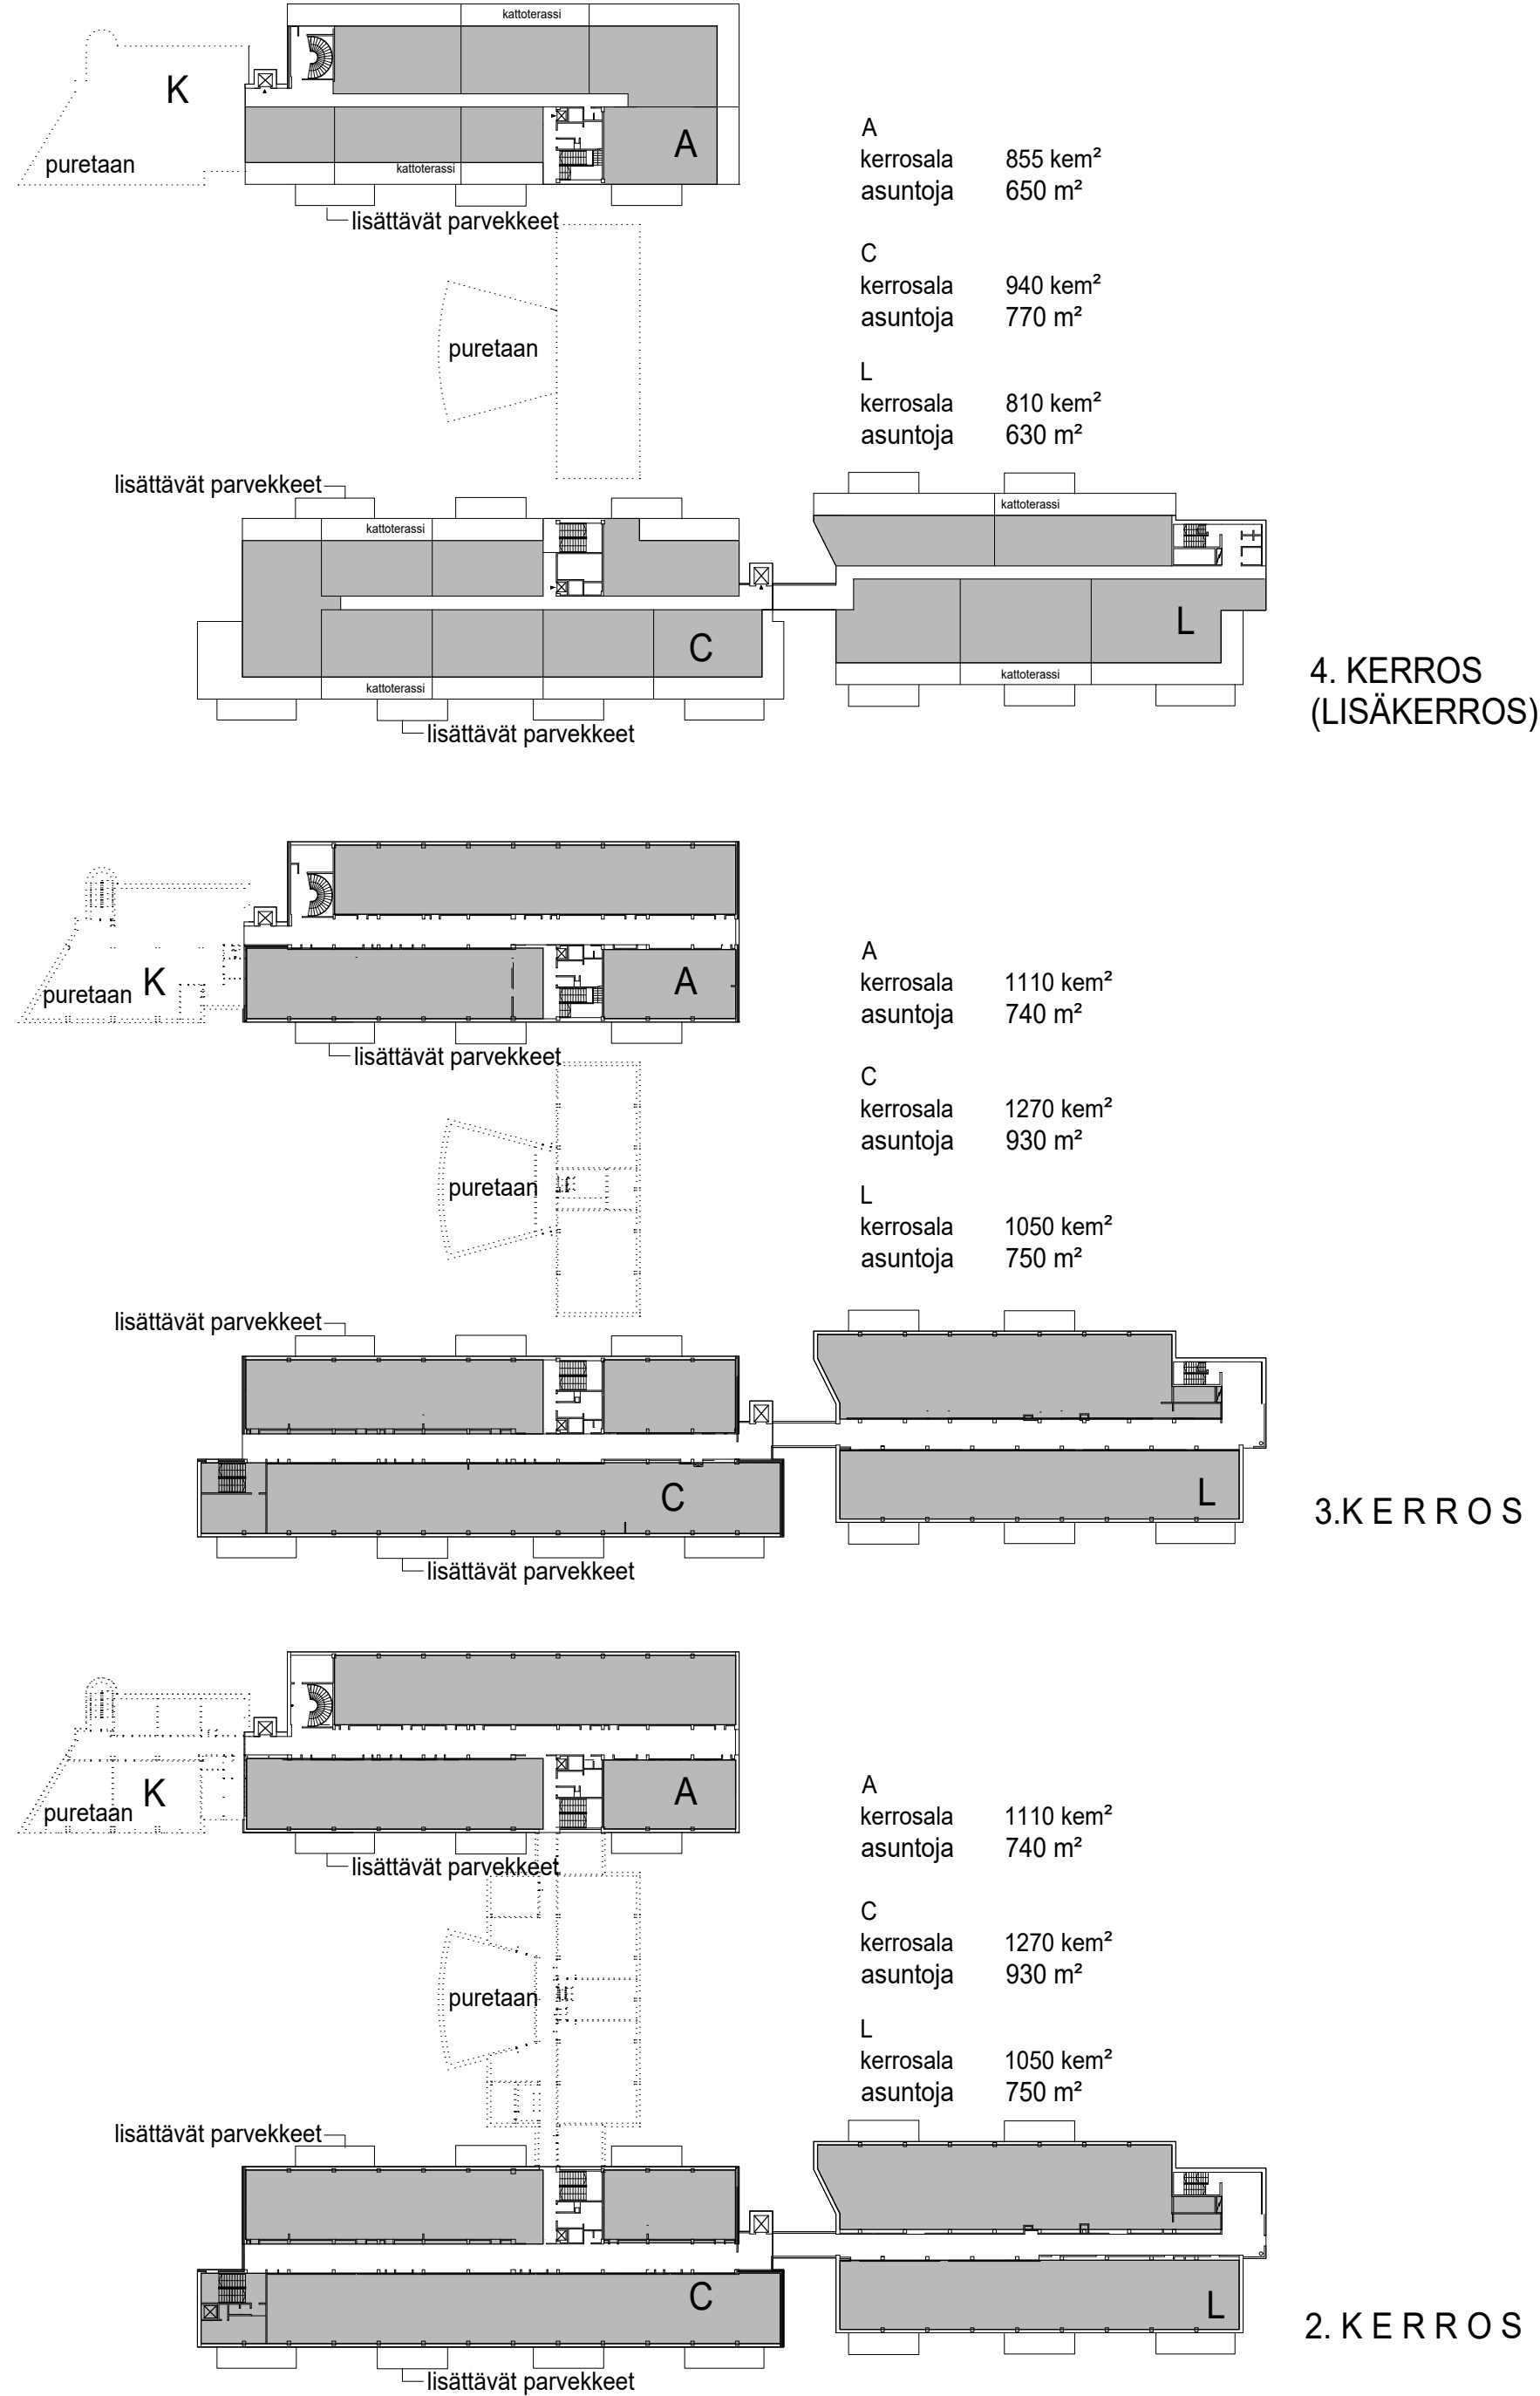 kattoterassi
K
A
puretaan
kattoterassi
lisättävät parvekkeet
A
kerrosala 855 kem²
asuntoja 650 m²
C
kerrosala 940 kem²
asuntoja 770 m²
L
kerrosala 810 kem²
asuntoja 630 m²
puretaan
lisättävät parvekkeet
kattoterassi
kattoterassi
C
L
kattoterassi
kattoterassi
lisättävät parvekkeet
4. KERROS
(LISÄKERROS)
K
A
puretaan
lisättävät parvekkeet
A
kerrosala 1110 kem²
asuntoja 740 m²
C
kerrosala 1270 kem²
asuntoja 930 m²
L
kerrosala 1050 kem²
asuntoja 750 m²
puretaan
lisättävät parvekkeet
C
L
lisättävät parvekkeet
3.K E R R O S
K
A
puretaan
lisättävät parvekkeet
A
kerrosala 1110 kem²
asuntoja 740 m²
C
kerrosala 1270 kem²
asuntoja 930 m²
L
kerrosala 1050 kem²
asuntoja 750 m²
puretaan
lisättävät parvekkeet
C
L
lisättävät parvekkeet
2. K E R R O S